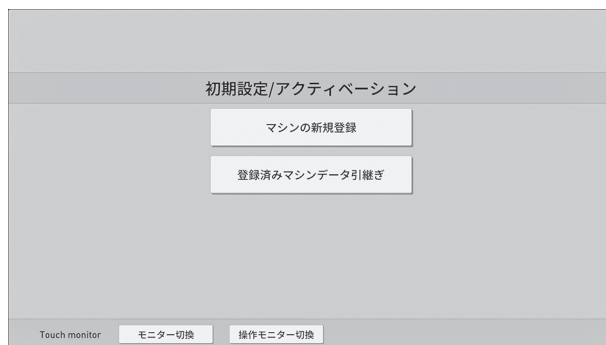 初期設定/アクティベーション
マシンの新規登録
登録済みマシンデータ引継ぎ
Touch monitor モニター切換 操作モニター切換